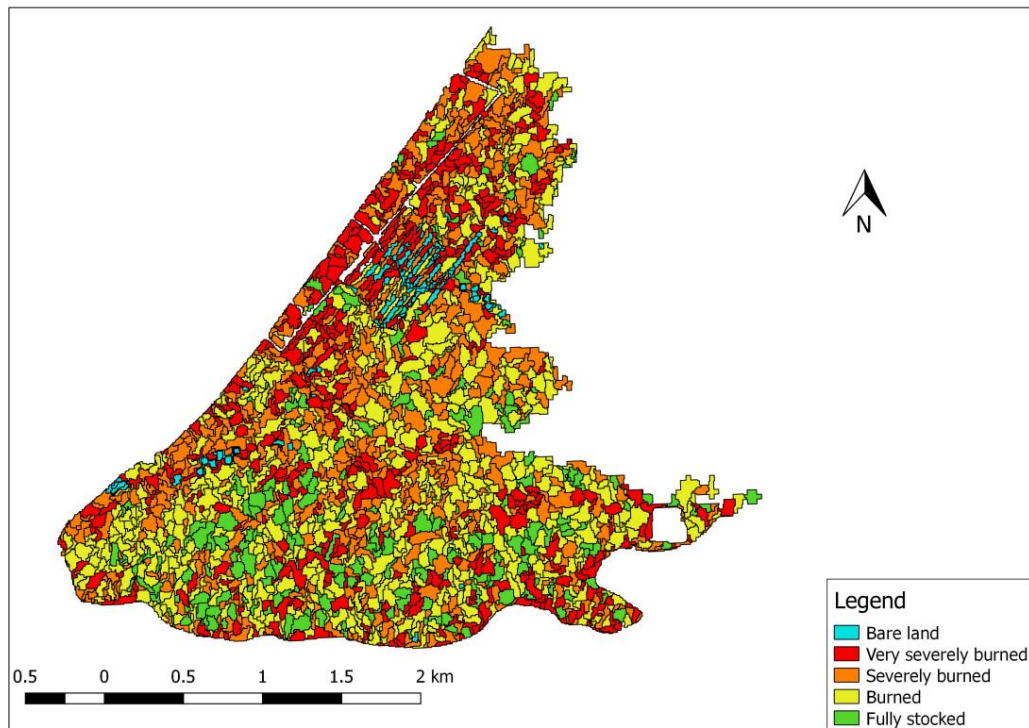 N
Legend
Bare land
Very severely burned
Severely burned
Burned
Fully stocked
0.5 0 0.5 1 1.5 2 km